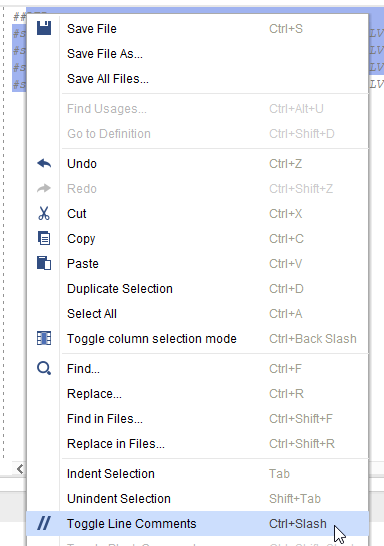 Save File Ctrl+S
Save File As...
Save All Files...
Find Usages... Ctrl+Alt+U
Go to Definition Ctrl+Shift+D
Undo Ctrl+Z
Redo Ctrl+Shift+Z
Cut Ctrl+X
Copy Ctrl+C
Paste Ctrl+V
Duplicate Selection Ctrl+D
Select All Ctrl+A
Toggle column selection mode Ctrl+Back Slash
Find... Ctrl+F
Replace... Ctrl+R
Find in Files... Ctrl+Shift+F
Replace in Files... Ctrl+Shift+R
Indent Selection Tab
Unindent Selection Shift+Tab
Toggle Line Comments Ctrl+Slash